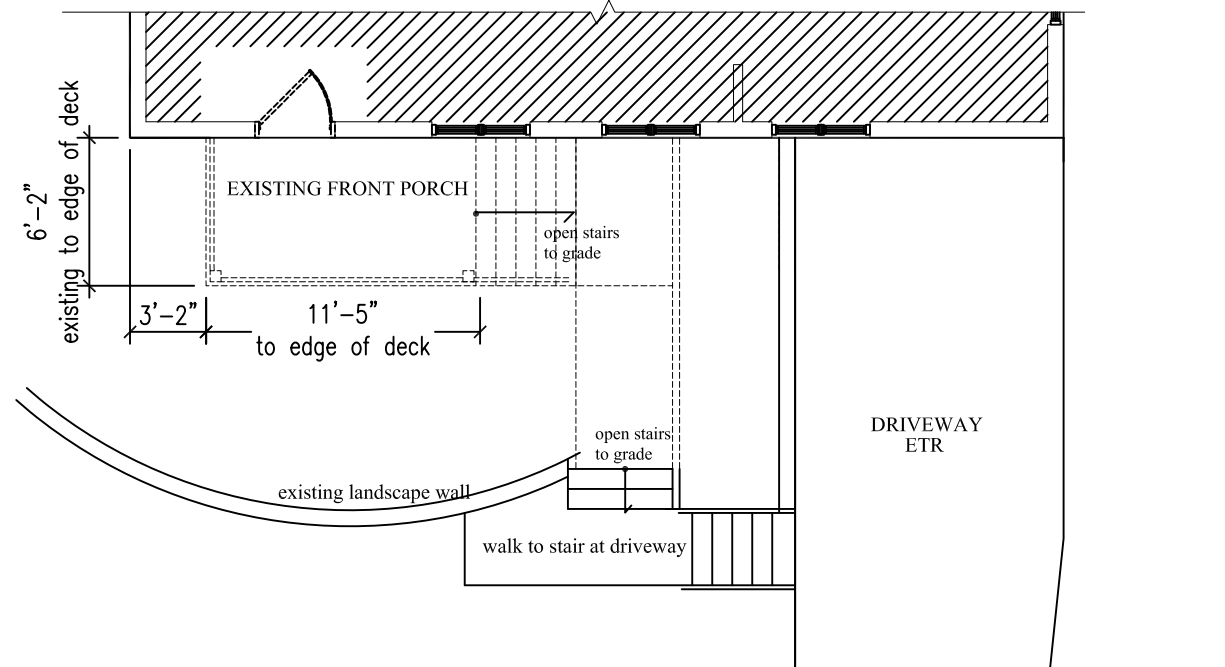 6'-2"
existing to edge of deck
EXISTING FRONT PORCH
open stairs
to grade
3'-2"
11'-5"
to edge of deck
DRIVEWAY
ETR
open stairs
to grade
existing landscape wall
walk to stair at driveway